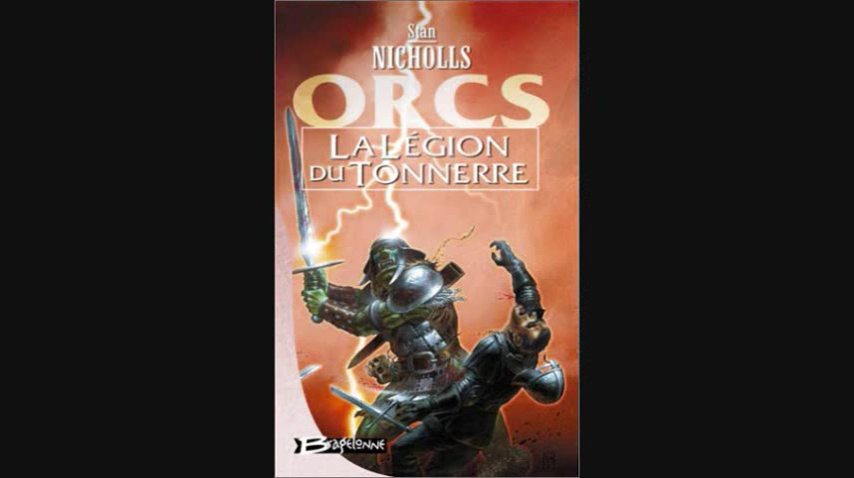 Stan
NICHOLLS
ORCS
LA LÉGION
DU TONNERRE
Bragelonne